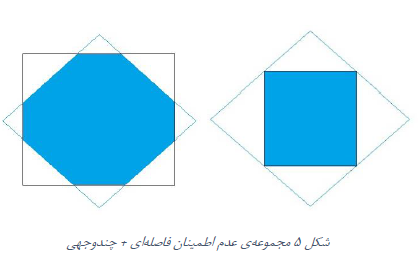 شکل ۵ مجموعه‌ی عدم اطمینان فاصله‌ای + چندوجهی